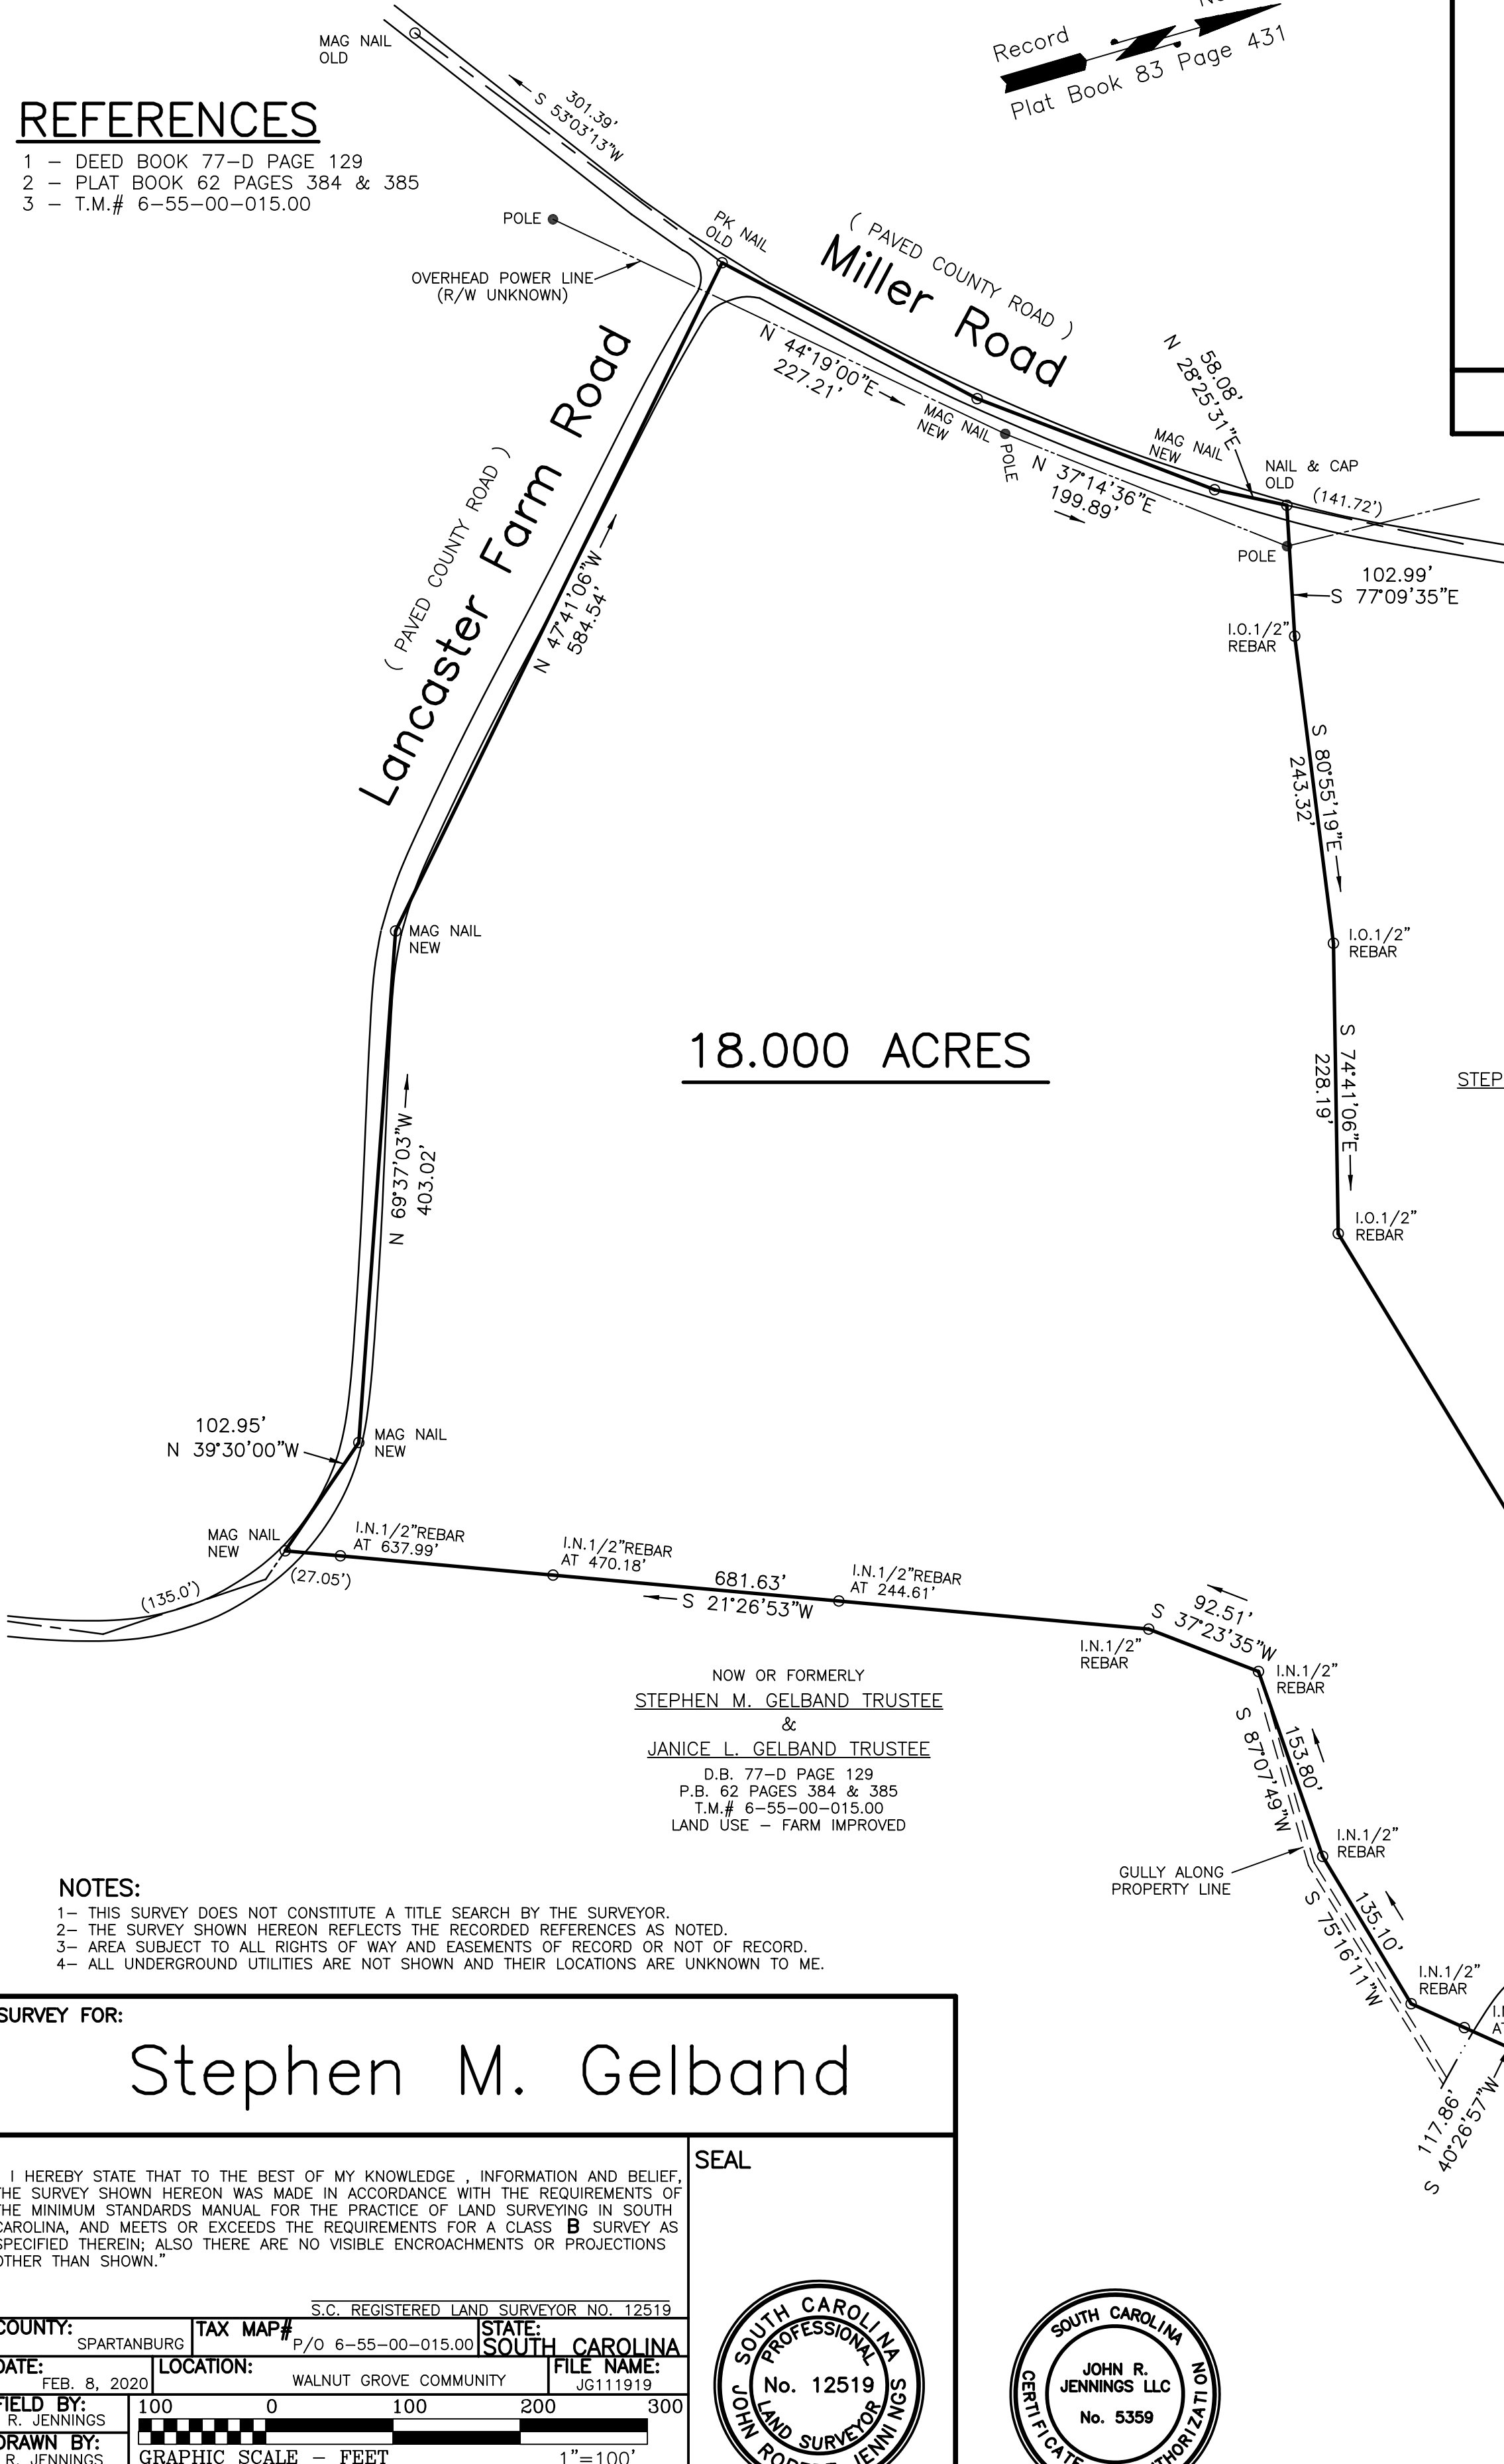 MAG NAIL
OLD
301.39'
S 53°03'13"W
Record
Plat Book 83 Page 431
REFERENCES
1 – DEED BOOK 77–D PAGE 129
2 – PLAT BOOK 62 PAGES 384 & 385
3 – T.M.# 6–55–00–015.00
POLE
PK NAIL
OLD
( PAVED COUNTY ROAD )
Miller Road
OVERHEAD POWER LINE
(R/W UNKNOWN)
N 44°19'00"E
227.21'
MAG NAIL
NEW
POLE
58.08'
N 28°25'31"E
MAG NAIL
NEW
NAIL & CAP
OLD
(141.72')
N 37°14'36"E
199.89'
POLE
102.99'
S 77°09'35"E
I.O.1/2"
REBAR
( PAVED COUNTY ROAD )
Lancaster Farm Road
N 47°41'06"W
584.54'
S 80°55'19"E
243.32'
MAG NAIL
NEW
I.O.1/2"
REBAR
18.000 ACRES
S 74°41'06"E
228.19'
STEP
N 69°37'03"W
403.02'
I.O.1/2"
REBAR
102.95'
N 39°30'00"W
MAG NAIL
NEW
MAG NAIL
NEW
I.N.1/2"REBAR
AT 637.99'
(27.05')
(135.0')
I.N.1/2"REBAR
AT 470.18'
681.63'
S 21°26'53"W
I.N.1/2"REBAR
AT 244.61'
I.N.1/2"
REBAR
92.51'
S 37°23'35"W
I.N.1/2"
REBAR
NOW OR FORMERLY
STEPHEN M. GELBAND TRUSTEE
&
JANICE L. GELBAND TRUSTEE
D.B. 77–D PAGE 129
P.B. 62 PAGES 384 & 385
T.M.# 6–55–00–015.00
LAND USE – FARM IMPROVED
153.80'
S 87°07'49"W
I.N.1/2"
REBAR
GULLY ALONG
PROPERTY LINE
135.10'
S 75°16'11"W
I.N.1/2"
REBAR
117.86'
S 40°26'57"W
NOTES:
1– THIS SURVEY DOES NOT CONSTITUTE A TITLE SEARCH BY THE SURVEYOR.
2– THE SURVEY SHOWN HEREON REFLECTS THE RECORDED REFERENCES AS NOTED.
3– AREA SUBJECT TO ALL RIGHTS OF WAY AND EASEMENTS OF RECORD OR NOT OF RECORD.
4– ALL UNDERGROUND UTILITIES ARE NOT SHOWN AND THEIR LOCATIONS ARE UNKNOWN TO ME.
SURVEY FOR:
Stephen M. Gelband
I HEREBY STATE THAT TO THE BEST OF MY KNOWLEDGE , INFORMATION AND BELIEF,
THE SURVEY SHOWN HEREON WAS MADE IN ACCORDANCE WITH THE REQUIREMENTS OF
THE MINIMUM STANDARDS MANUAL FOR THE PRACTICE OF LAND SURVEYING IN SOUTH
CAROLINA, AND MEETS OR EXCEEDS THE REQUIREMENTS FOR A CLASS B SURVEY AS
SPECIFIED THEREIN; ALSO THERE ARE NO VISIBLE ENCROACHMENTS OR PROJECTIONS
OTHER THAN SHOWN."
S.C. REGISTERED LAND SURVEYOR NO. 12519
SEAL
COUNTY:
SPARTANBURG
TAX MAP#
P/O 6–55–00–015.00
STATE:
SOUTH CAROLINA
DATE:
FEB. 8, 2020
LOCATION:
WALNUT GROVE COMMUNITY
FILE NAME:
JG111919
FIELD BY:
R. JENNINGS
DRAWN BY:
R. JENNINGS
100 0 100 200 300
GRAPHIC SCALE – FEET 1"=100'
SOUTH CAROLINA
PROFESSIONAL
No. 12519
LAND SURVEYOR
JOHN ROBERT JENNINGS
SOUTH CAROLINA
JOHN R.
JENNINGS LLC
No. 5359
CERTIFICATE